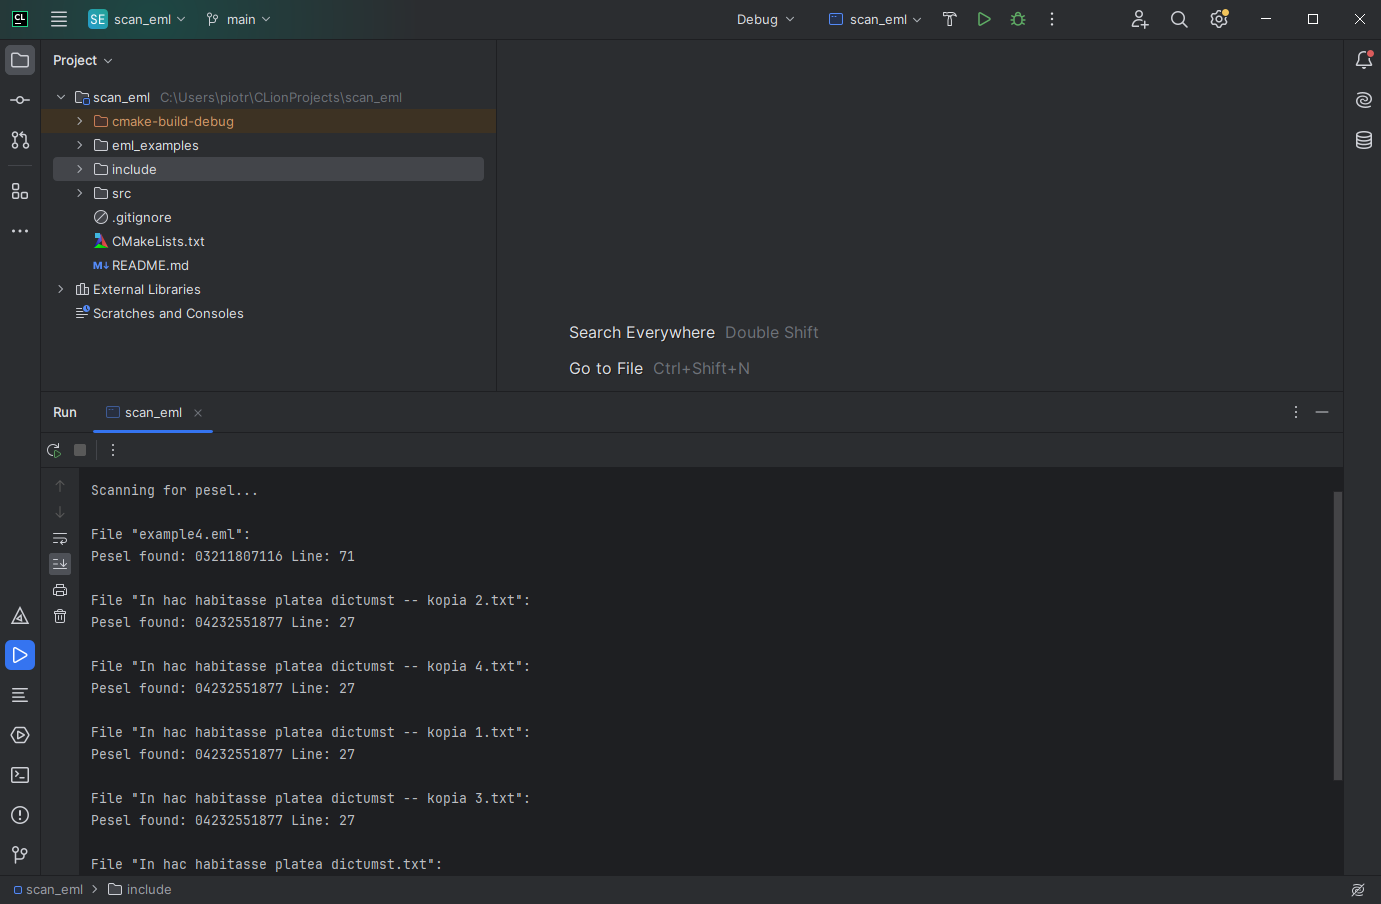 CL SE scan_eml main Debug scan_eml
Project
scan_eml C:\Users\piotr\CLionProjects\scan_eml
cmake-build-debug
eml_examples
include
src
.gitignore
CMakeLists.txt
M↓ README.md
External Libraries
Scratches and Consoles
Search Everywhere Double Shift
Go to File Ctrl+Shift+N
Run scan_eml
Scanning for pesel...
File "example4.eml":
Pesel found: 03211807116 Line: 71
File "In hac habitasse platea dictumst -- kopia 2.txt":
Pesel found: 04232551877 Line: 27
File "In hac habitasse platea dictumst -- kopia 4.txt":
Pesel found: 04232551877 Line: 27
File "In hac habitasse platea dictumst -- kopia 1.txt":
Pesel found: 04232551877 Line: 27
File "In hac habitasse platea dictumst -- kopia 3.txt":
Pesel found: 04232551877 Line: 27
File "In hac habitasse platea dictumst.txt":
scan_eml include